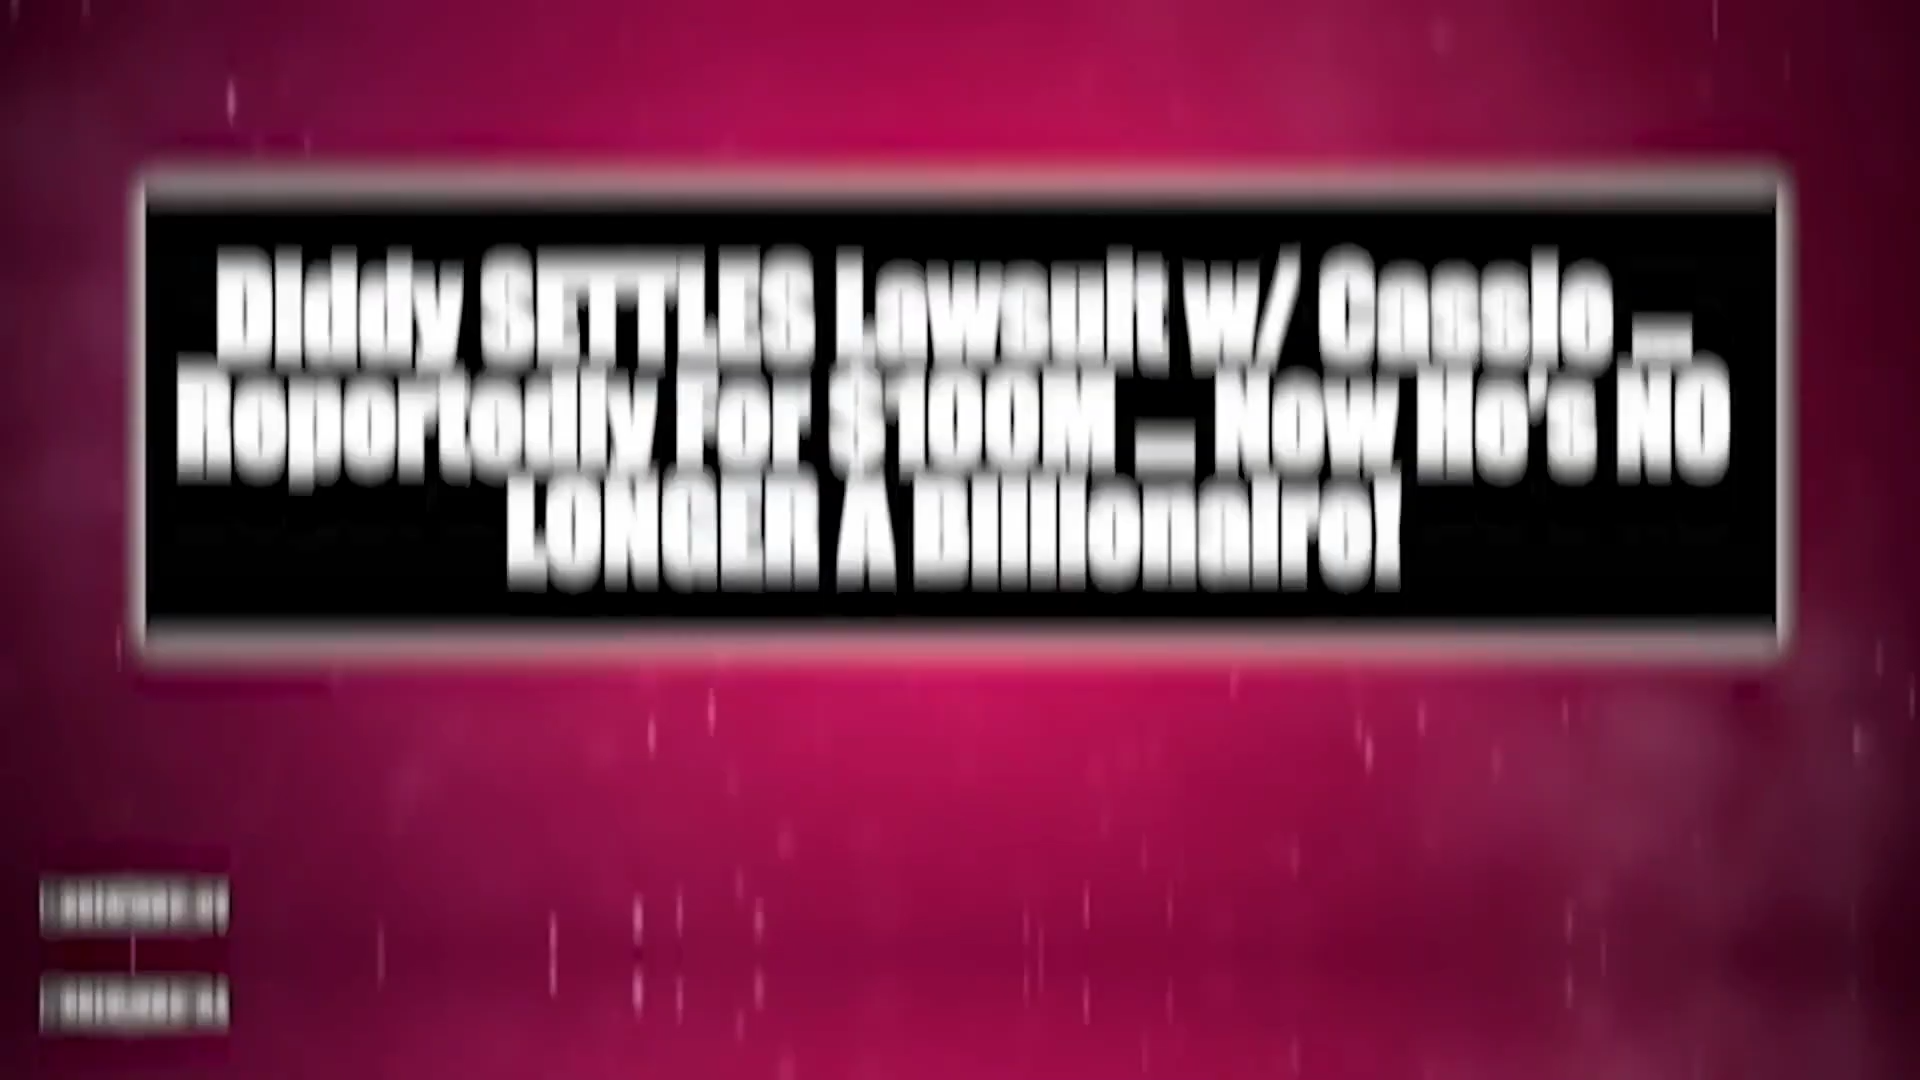 Diddy SETTLES Lawsuit w/ Cassie ...
Reportedly For $100M ... Now He's NO
LONGER A Billionaire!